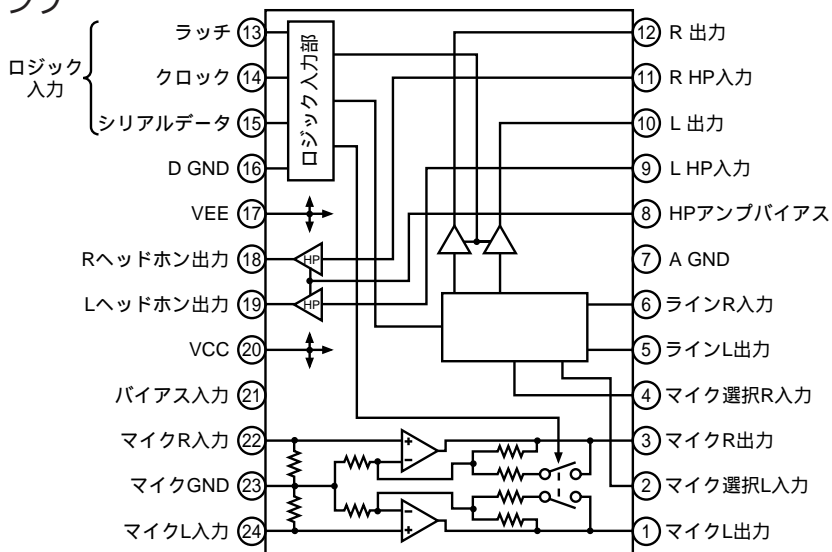 ラッチ 13
ロジック入力
クロック 14
シリアルデータ 15
D GND 16
VEE 17
Rヘッドホン出力 18
Lヘッドホン出力 19
VCC 20
バイアス入力 21
マイクR入力 22
マイクGND 23
マイクL入力 24
ロジック入力部
HP
HP
+
−
−
+
12 R 出力
11 R HP入力
10 L 出力
9 L HP入力
8 HPアンプバイアス
7 A GND
6 ラインR入力
5 ラインL出力
4 マイク選択R入力
3 マイクR出力
2 マイク選択L入力
1 マイクL出力